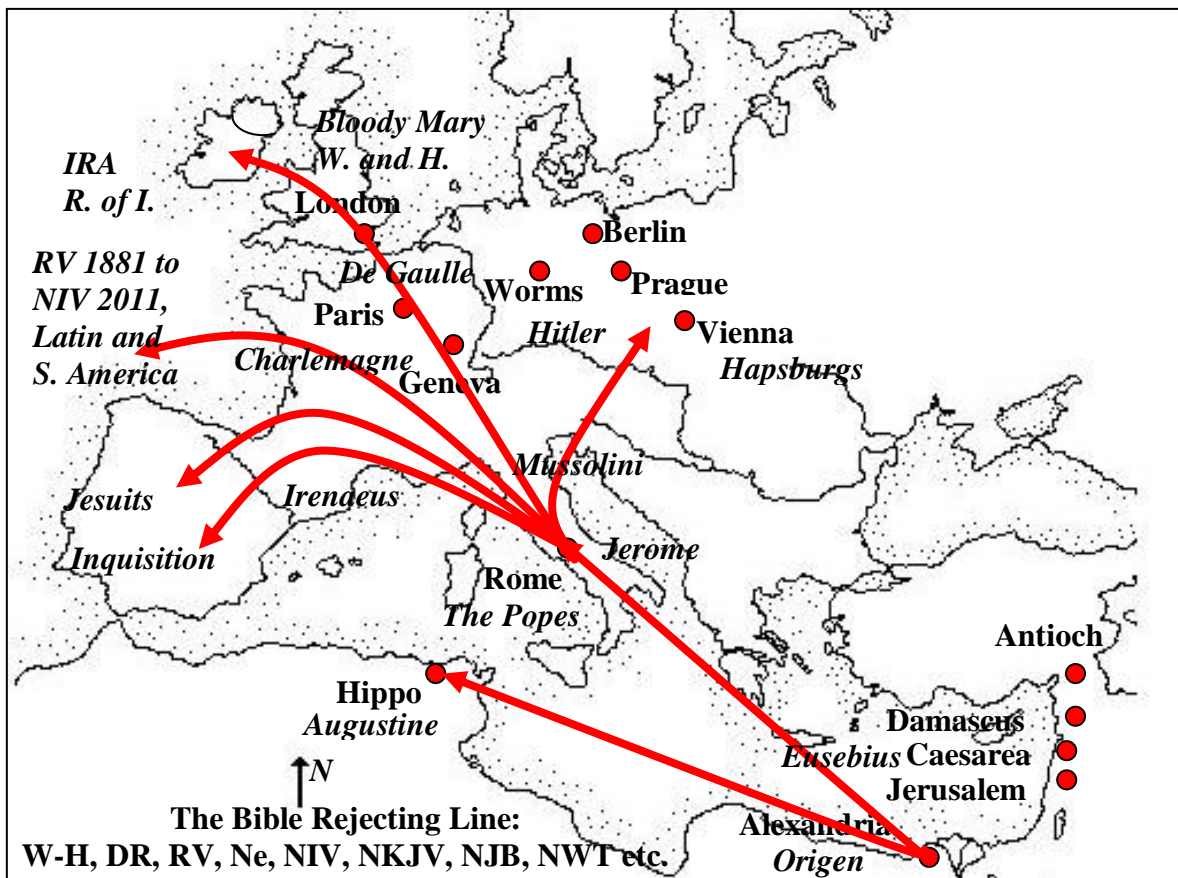 Bloody Mary
W. and H.
IRA
R. of I.
London
Berlin
RV 1881 to
NIV 2011,
Latin and
S. America
De Gaulle
Worms
Prague
Paris
Hitler
Vienna
Charlemagne
Geneva
Hapsburgs
Mussolini
Jesuits
Irenaeus
Inquisition
Jerome
Rome
The Popes
Antioch
Hippo
Augustine
Damascus
Eusebius
Caesarea
Jerusalem
N
Alexandria
Origen
The Bible Rejecting Line:
W-H, DR, RV, Ne, NIV, NKJV, NJB, NWT etc.